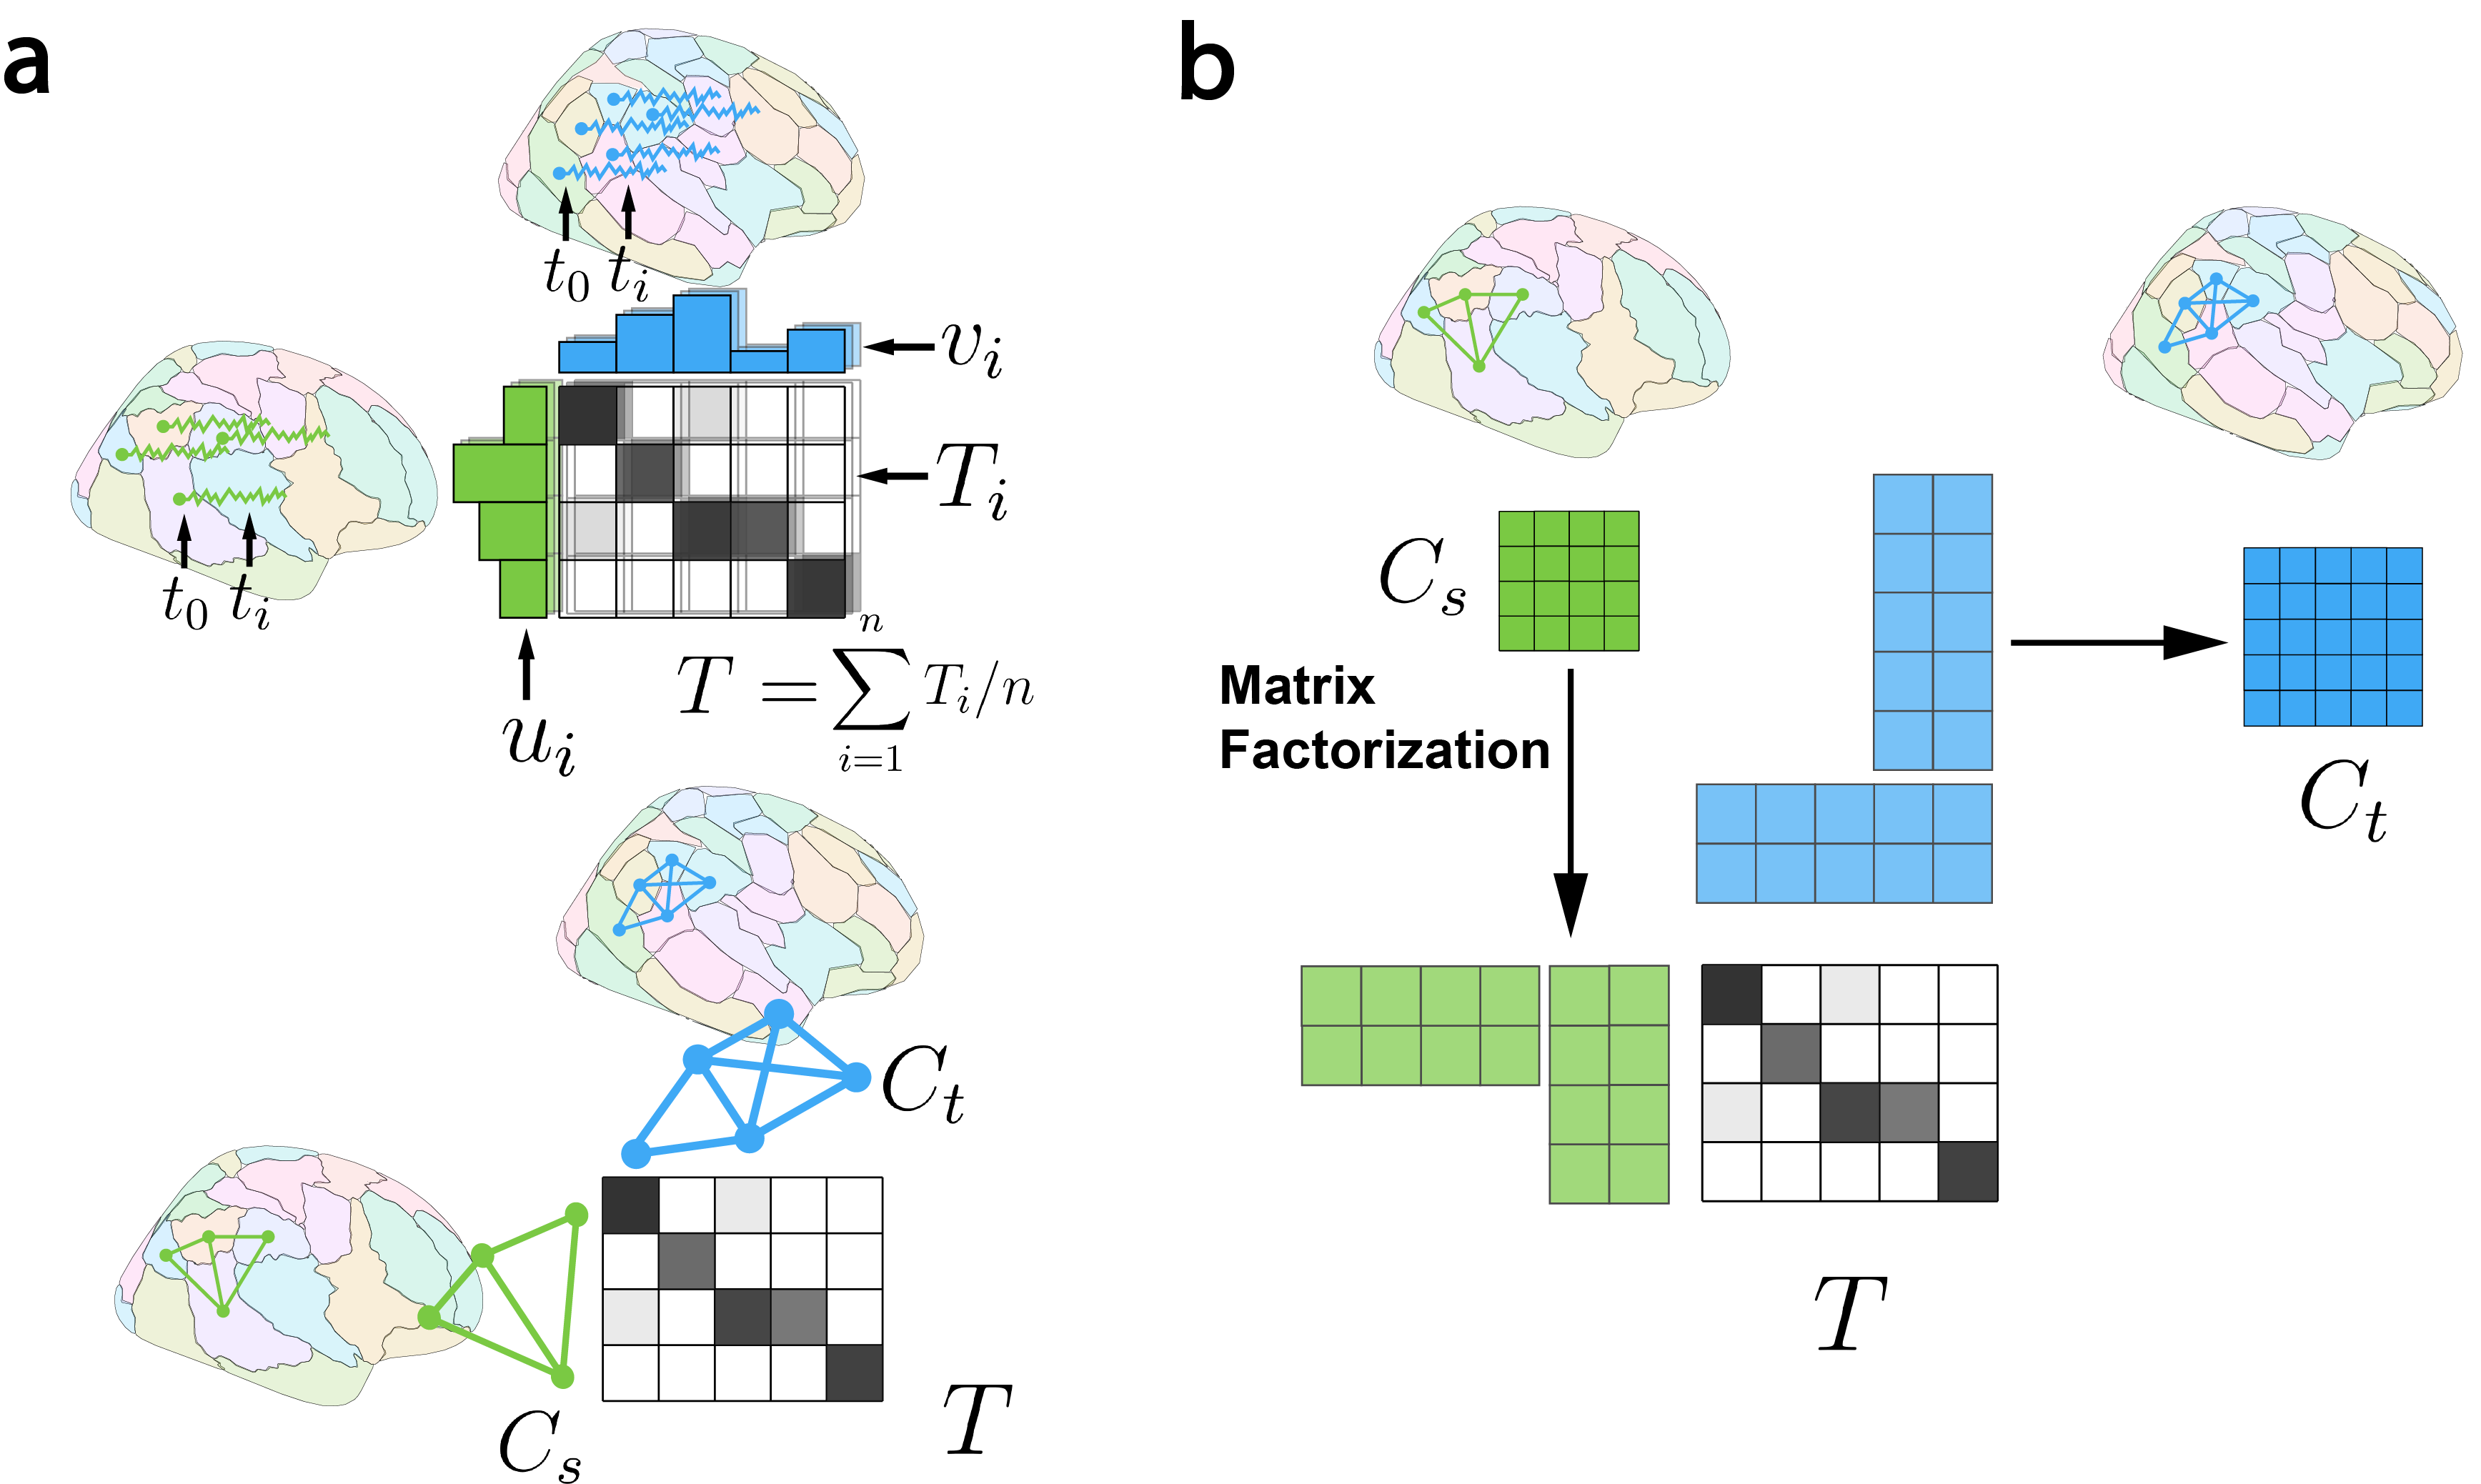 a
b
t_0 t_i
v_i
T_i
t_0 t_i
u_i
T = \sum_{i=1}^{n} T_i/n
C_t
C_s
T
C_s
Matrix
Factorization
C_t
T